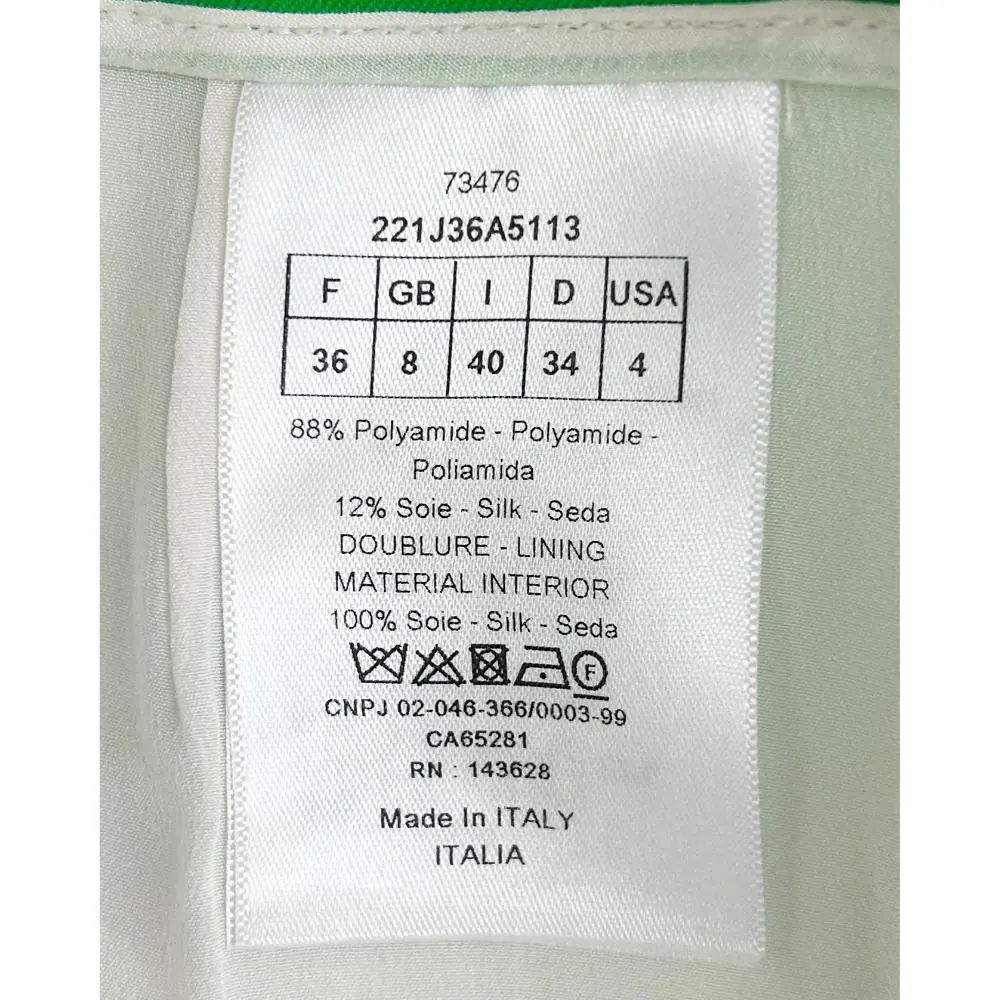 73476
221J36A5113
F GB I D USA
36 8 40 34 4
88% Polyamide - Polyamide -
Poliamida
12% Soie - Silk - Seda
DOUBLURE - LINING
MATERIAL INTERIOR
100% Soie - Silk - Seda
F
CNPJ 02-046-366/0003-99
CA65281
RN : 143628
Made In ITALY
ITALIA